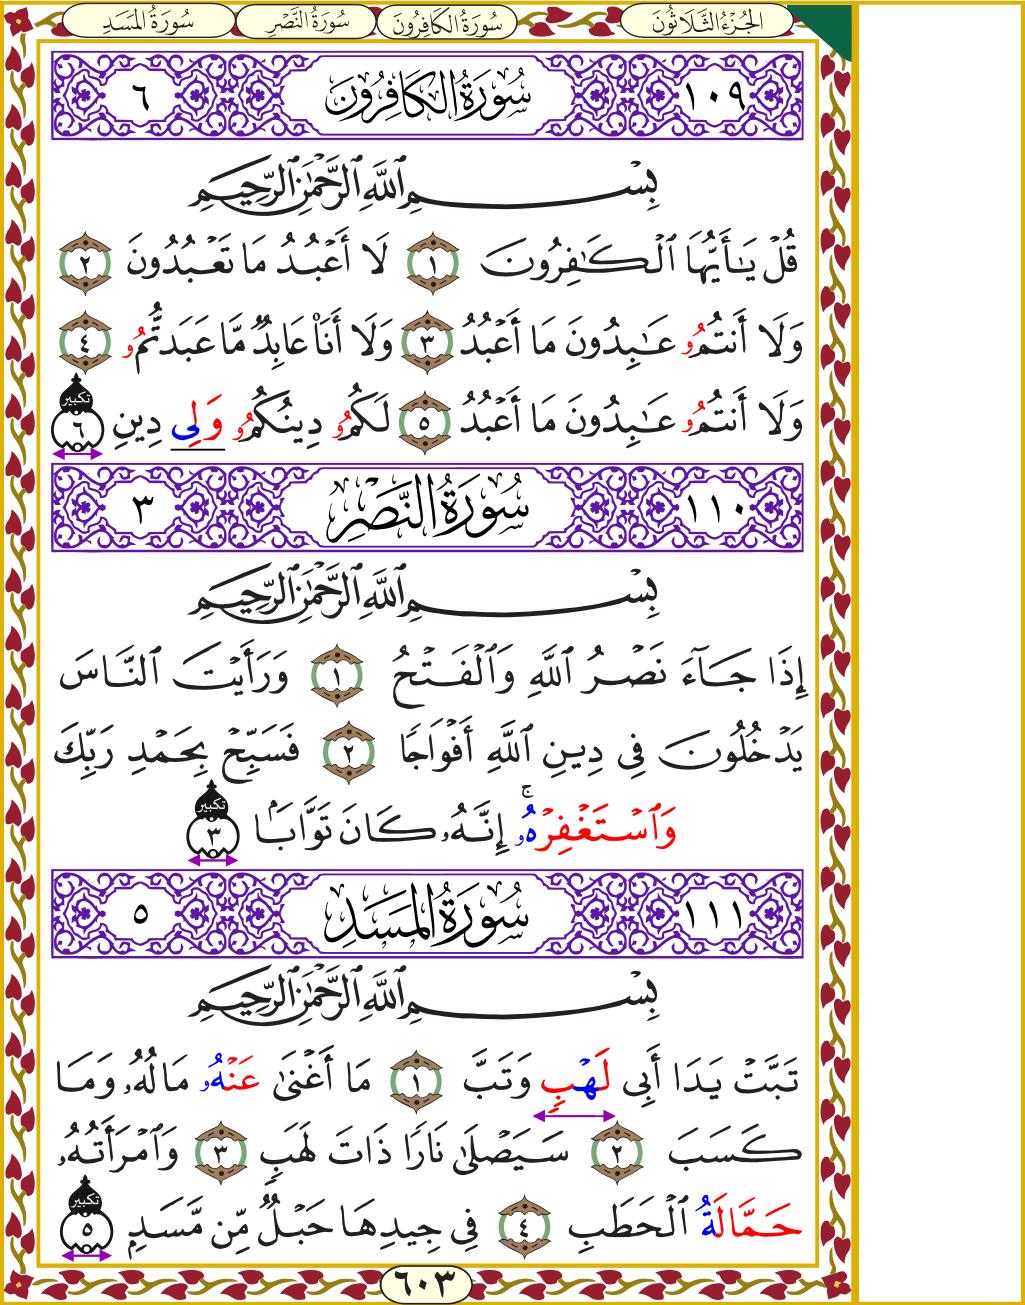 الجُزْءُ الثَّلَاثُونَ سُورَةُ الكَافِرُونَ سُورَةُ النَّصْرِ سُورَةُ المَسَدِ
١٠٩ سُورَةُ الكَافِرُونَ ٦
بِسْمِ ٱللَّهِ ٱلرَّحْمَٰنِ ٱلرَّحِيمِ
قُلْ يَـٰٓأَيُّهَا ٱلْكَـٰفِرُونَ ١ لَا أَعْبُدُ مَا تَعْبُدُونَ ٢
وَلَا أَنتُمُۥ عَـٰبِدُونَ مَا أَعْبُدُ ٣ وَلَا أَنَا۠ عَابِدٌ مَّا عَبَدتُّمُۥ ٤
وَلَا أَنتُمُۥ عَـٰبِدُونَ مَا أَعْبُدُ ٥ لَكُمُۥ دِينُكُمُۥ وَلِى دِينِ ٦ تكبير
١١٠ سُورَةُ النَّصْرِ ٣
بِسْمِ ٱللَّهِ ٱلرَّحْمَٰنِ ٱلرَّحِيمِ
إِذَا جَآءَ نَصْرُ ٱللَّهِ وَٱلْفَتْحُ ١ وَرَأَيْتَ ٱلنَّاسَ
يَدْخُلُونَ فِى دِينِ ٱللَّهِ أَفْوَاجًا ٢ فَسَبِّحْ بِحَمْدِ رَبِّكَ
وَٱسْتَغْفِرْهُۥۚ إِنَّهُۥ كَانَ تَوَّابَۢا ٣ تكبير
١١١ سُورَةُ المَسَدِ ٥
بِسْمِ ٱللَّهِ ٱلرَّحْمَٰنِ ٱلرَّحِيمِ
تَبَّتْ يَدَا أَبِى لَهْبٍ وَتَبَّ ١ مَا أَغْنَىٰ عَنْهُۥ مَالُهُۥ وَمَا
كَسَبَ ٢ سَيَصْلَىٰ نَارًا ذَاتَ لَهَبٍ ٣ وَٱمْرَأَتُهُۥ
حَمَّالَةُ ٱلْحَطَبِ ٤ فِى جِيدِهَا حَبْلٌ مِّن مَّسَدٍ ٥ تكبير
٦٠٣